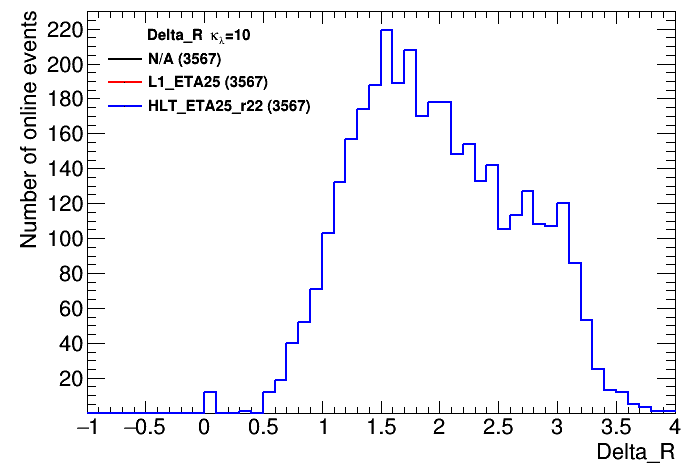 Delta_R κλ=10
N/A (3567)
L1_ETA25 (3567)
HLT_ETA25_r22 (3567)
Number of online events
220
200
180
160
140
120
100
80
60
40
20
−1 −0.5 0 0.5 1 1.5 2 2.5 3 3.5 4
Delta_R